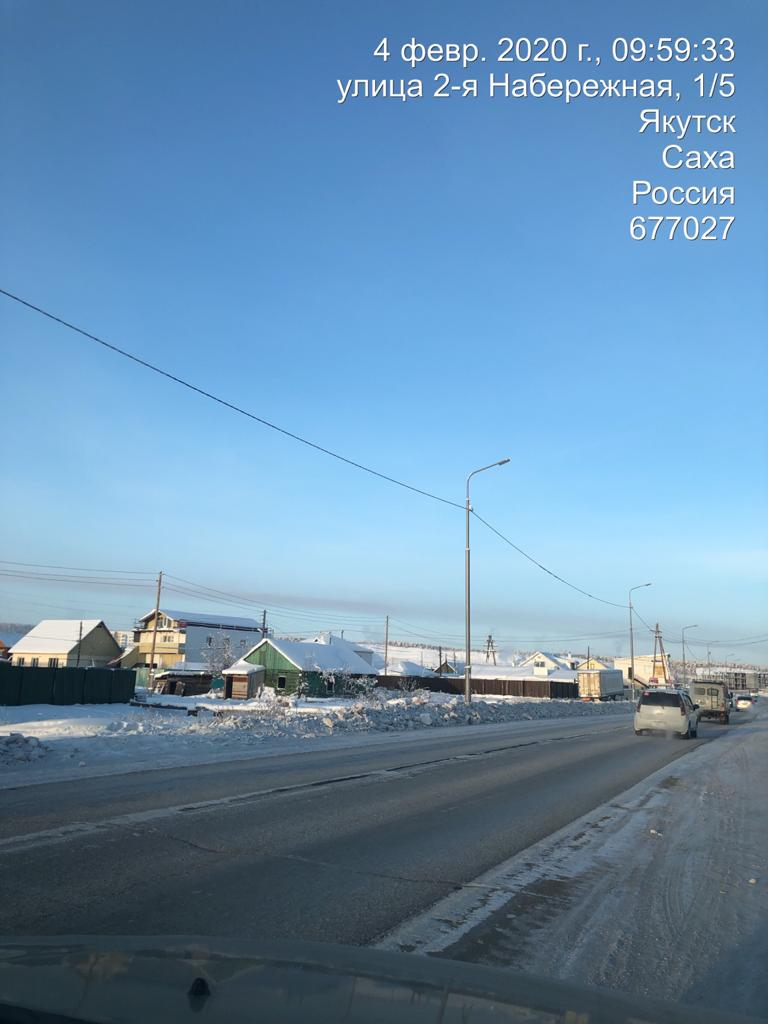 4 февр. 2020 г., 09:59:33
улица 2-я Набережная, 1/5
Якутск
Саха
Россия
677027